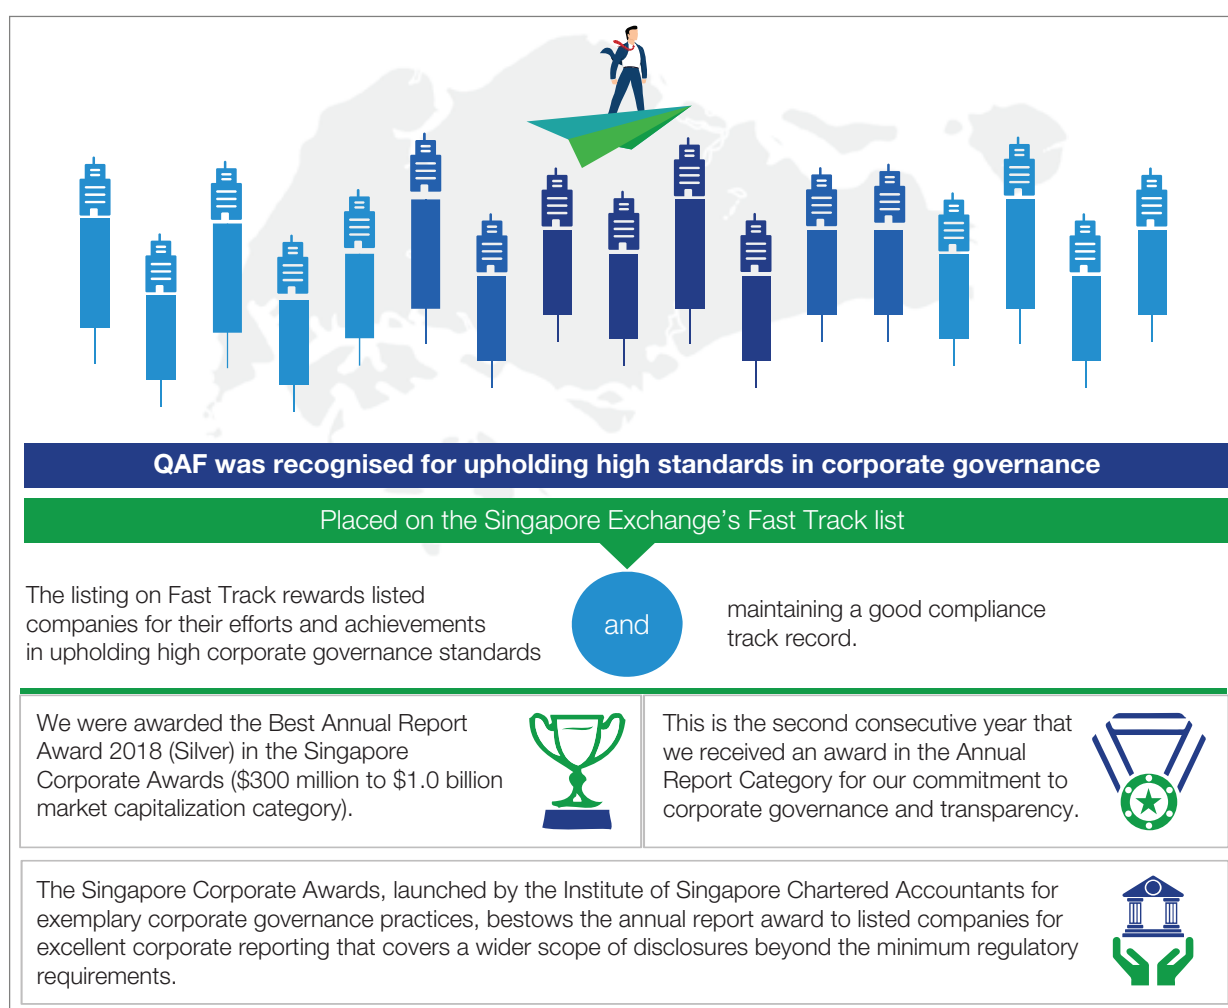 QAF was recognised for upholding high standards in corporate governance
Placed on the Singapore Exchange's Fast Track list
The listing on Fast Track rewards listed
companies for their efforts and achievements
in upholding high corporate governance standards
and
maintaining a good compliance
track record.
We were awarded the Best Annual Report
Award 2018 (Silver) in the Singapore
Corporate Awards ($300 million to $1.0 billion
market capitalization category).
This is the second consecutive year that
we received an award in the Annual
Report Category for our commitment to
corporate governance and transparency.
The Singapore Corporate Awards, launched by the Institute of Singapore Chartered Accountants for
exemplary corporate governance practices, bestows the annual report award to listed companies for
excellent corporate reporting that covers a wider scope of disclosures beyond the minimum regulatory
requirements.